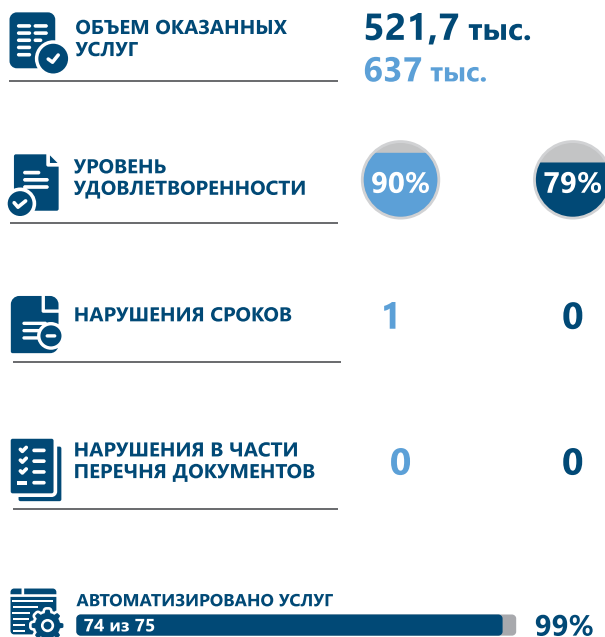 ОБЪЕМ ОКАЗАННЫХ
УСЛУГ
521,7 тыс.
637 тыс.
УРОВЕНЬ
УДОВЛЕТВОРЕННОСТИ
90% 79%
НАРУШЕНИЯ СРОКОВ
1 0
НАРУШЕНИЯ В ЧАСТИ
ПЕРЕЧНЯ ДОКУМЕНТОВ
0 0
АВТОМАТИЗИРОВАНО УСЛУГ
74 из 75 99%